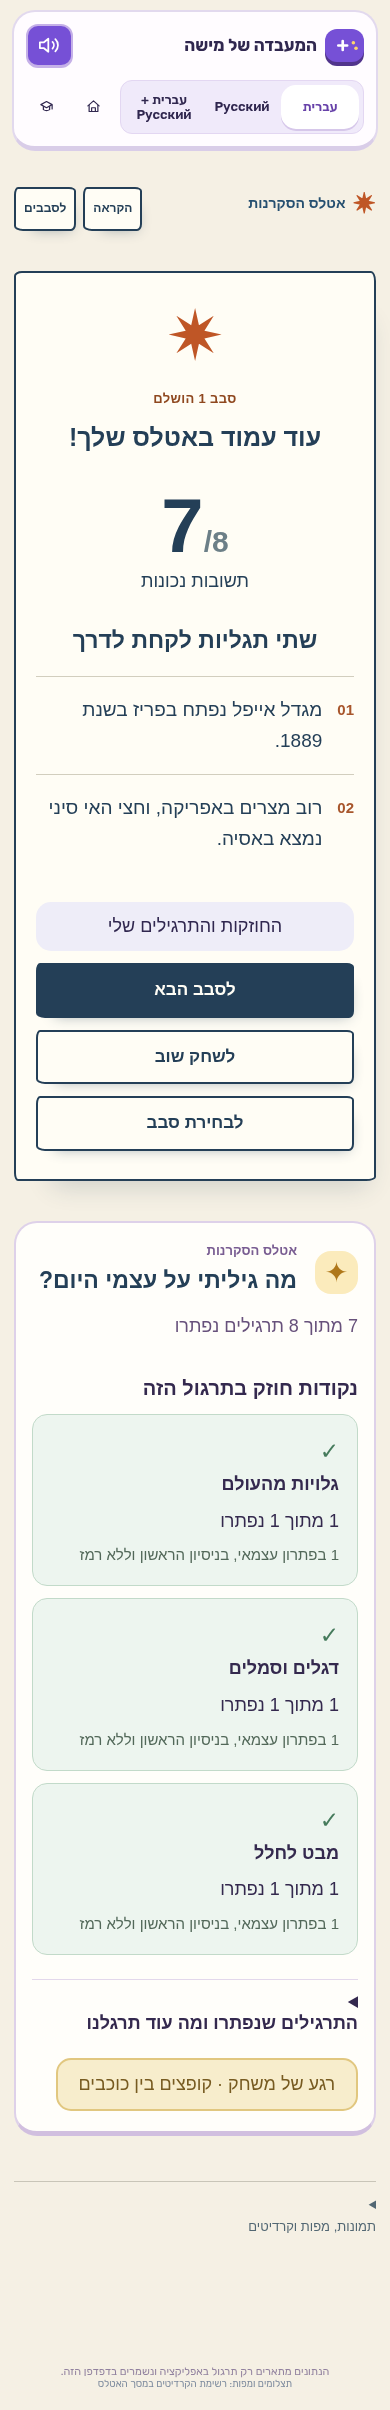 המעבדה של מישה
עברית
Русский
עברית +
Русский
אטלס הסקרנות
הקראה
לסבבים
סבב 1 הושלם
עוד עמוד באטלס שלך!
7/8
תשובות נכונות
שתי תגליות לקחת לדרך
01 מגדל אייפל נפתח בפריז בשנת
1889.
02 רוב מצרים באפריקה, וחצי האי סיני
נמצא באסיה.
החוזקות והתרגילים שלי
לסבב הבא
לשחק שוב
לבחירת סבב
אטלס הסקרנות
מה גיליתי על עצמי היום?
7 מתוך 8 תרגילים נפתרו
נקודות חוזק בתרגול הזה
✓
גלויות מהעולם
1 מתוך 1 נפתרו
1 בפתרון עצמאי, בניסיון הראשון וללא רמז
✓
דגלים וסמלים
1 מתוך 1 נפתרו
1 בפתרון עצמאי, בניסיון הראשון וללא רמז
✓
מבט לחלל
1 מתוך 1 נפתרו
1 בפתרון עצמאי, בניסיון הראשון וללא רמז
התרגילים שנפתרו ומה עוד תרגלנו
רגע של משחק · קופצים בין כוכבים
תמונות, מפות וקרדיטים
הנתונים מתארים רק תרגול באפליקציה ונשמרים בדפדפן הזה.
תצלומים ומפות: רשימת הקרדיטים במסך האטלס